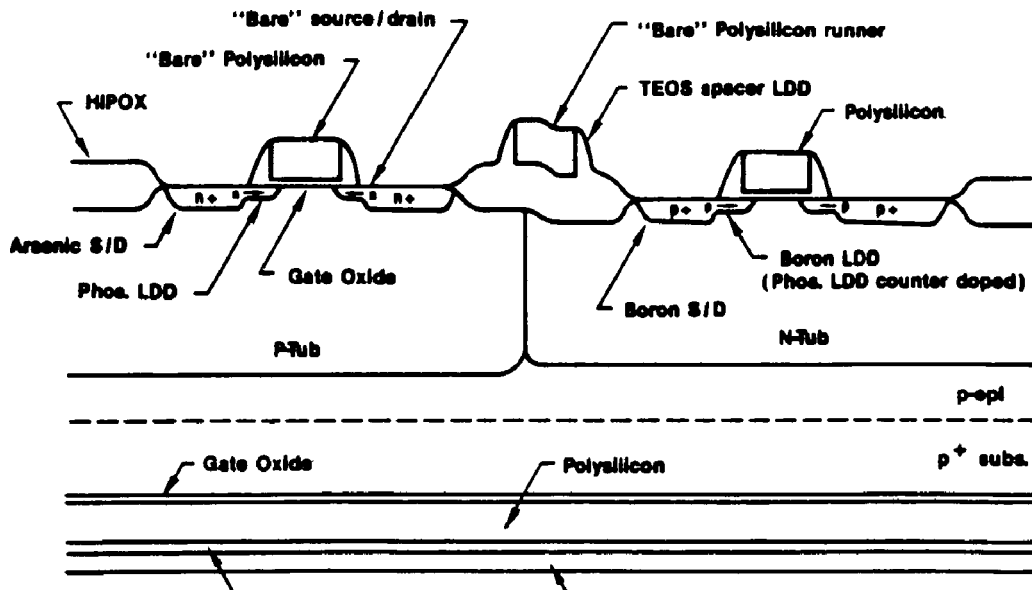 "Bare" source/drain
"Bare" Polysilicon runner
"Bare" Polysilicon
TEOS spacer LDD
HIPOX
Polysilicon
n+ n n n+
p+ p p p+
Arsenic S/D
Phos. LDD
Gate Oxide
Boron LDD
(Phos. LDD counter doped)
Boron S/D
P-Tub
N-Tub
p-epi
p+ subs.
Gate Oxide
Polysilicon